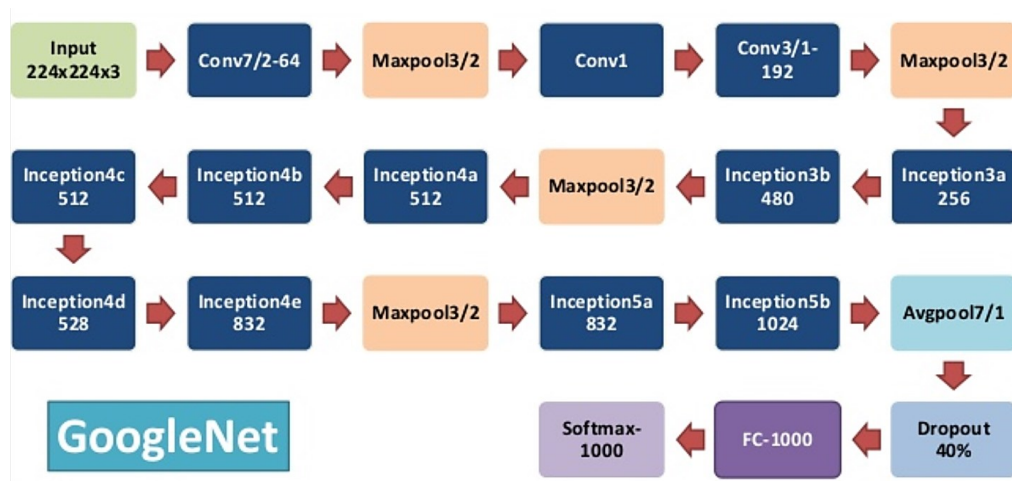 Input
224x224x3
Conv7/2-64
Maxpool3/2
Conv1
Conv3/1-
192
Maxpool3/2
Inception3a
256
Inception3b
480
Maxpool3/2
Inception4a
512
Inception4b
512
Inception4c
512
Inception4d
528
Inception4e
832
Maxpool3/2
Inception5a
832
Inception5b
1024
Avgpool7/1
Dropout
40%
FC-1000
Softmax-
1000
GoogleNet